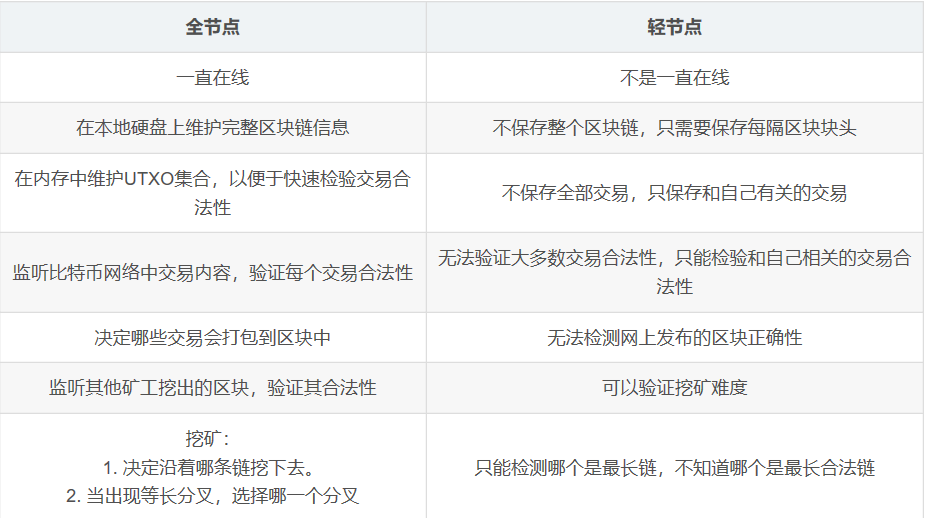 全节点
轻节点
一直在线
不是一直在线
在本地硬盘上维护完整区块链信息
不保存整个区块链，只需要保存每隔区块块头
在内存中维护UTXO集合，以便于快速检验交易合
法性
不保存全部交易，只保存和自己有关的交易
监听比特币网络中交易内容，验证每个交易合法性
无法验证大多数交易合法性，只能检验和自己相关的交易合
法性
决定哪些交易会打包到区块中
无法检测网上发布的区块正确性
监听其他矿工挖出的区块，验证其合法性
可以验证挖矿难度
挖矿：
1. 决定沿着哪条链挖下去。
2. 当出现等长分叉，选择哪一个分叉
只能检测哪个是最长链，不知道哪个是最长合法链